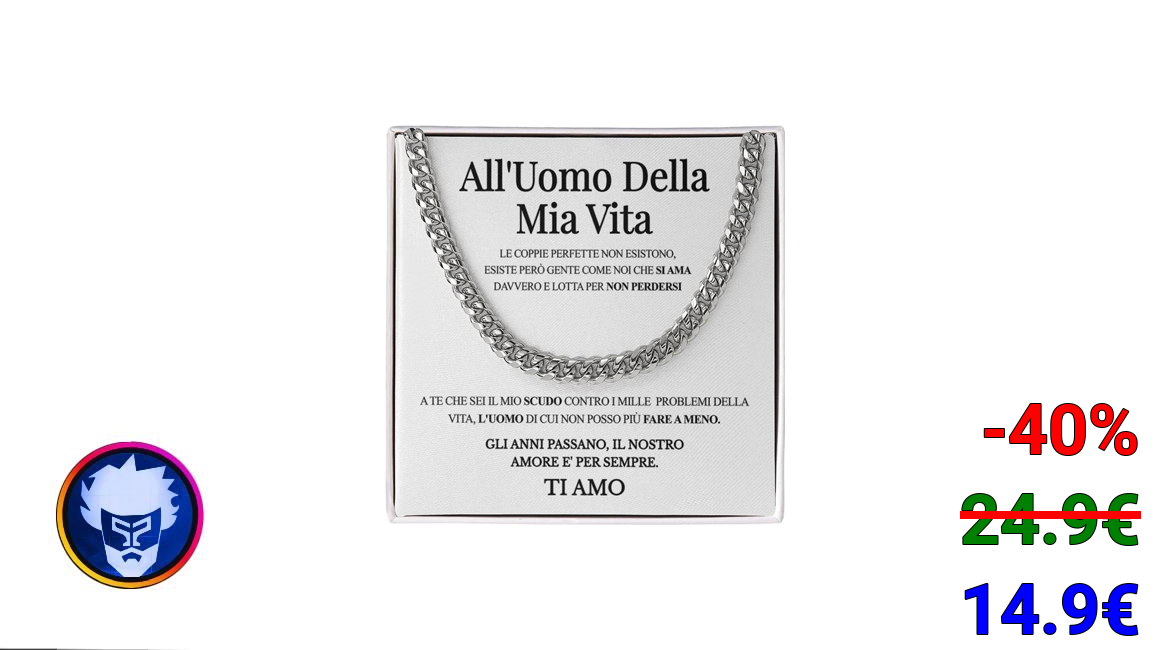 All'Uomo Della
Mia Vita
LE COPPIE PERFETTE NON ESISTONO,
ESISTE PERÒ GENTE COME NOI CHE SI AMA
DAVVERO E LOTTA PER NON PERDERSI
A TE CHE SEI IL MIO SCUDO CONTRO I MILLE PROBLEMI DELLA
VITA, L'UOMO DI CUI NON POSSO PIÙ FARE A MENO.
GLI ANNI PASSANO, IL NOSTRO
AMORE E' PER SEMPRE.
TI AMO
-40%
24.9€
14.9€